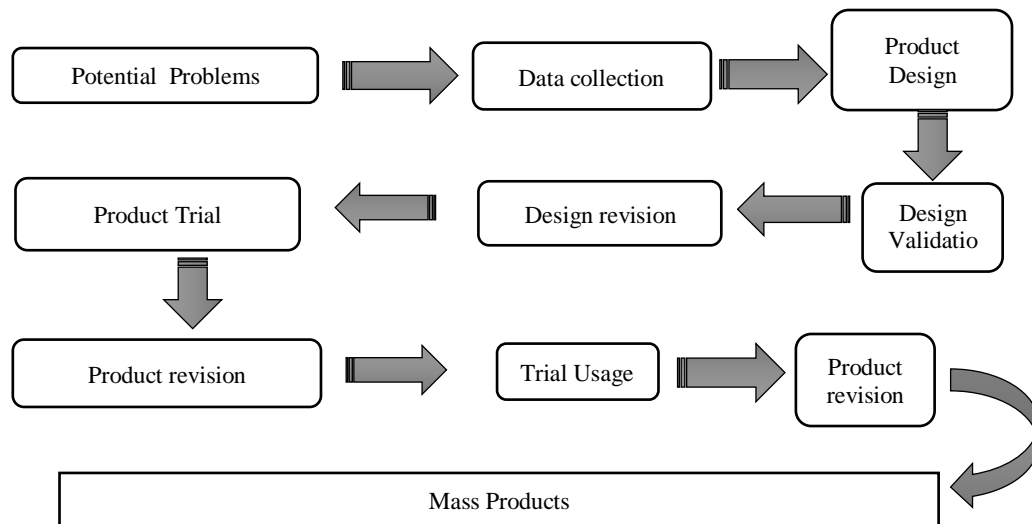 Potential Problems
Data collection
Product
Design
Design
Validatio
Design revision
Product Trial
Product revision
Trial Usage
Product
revision
Mass Products